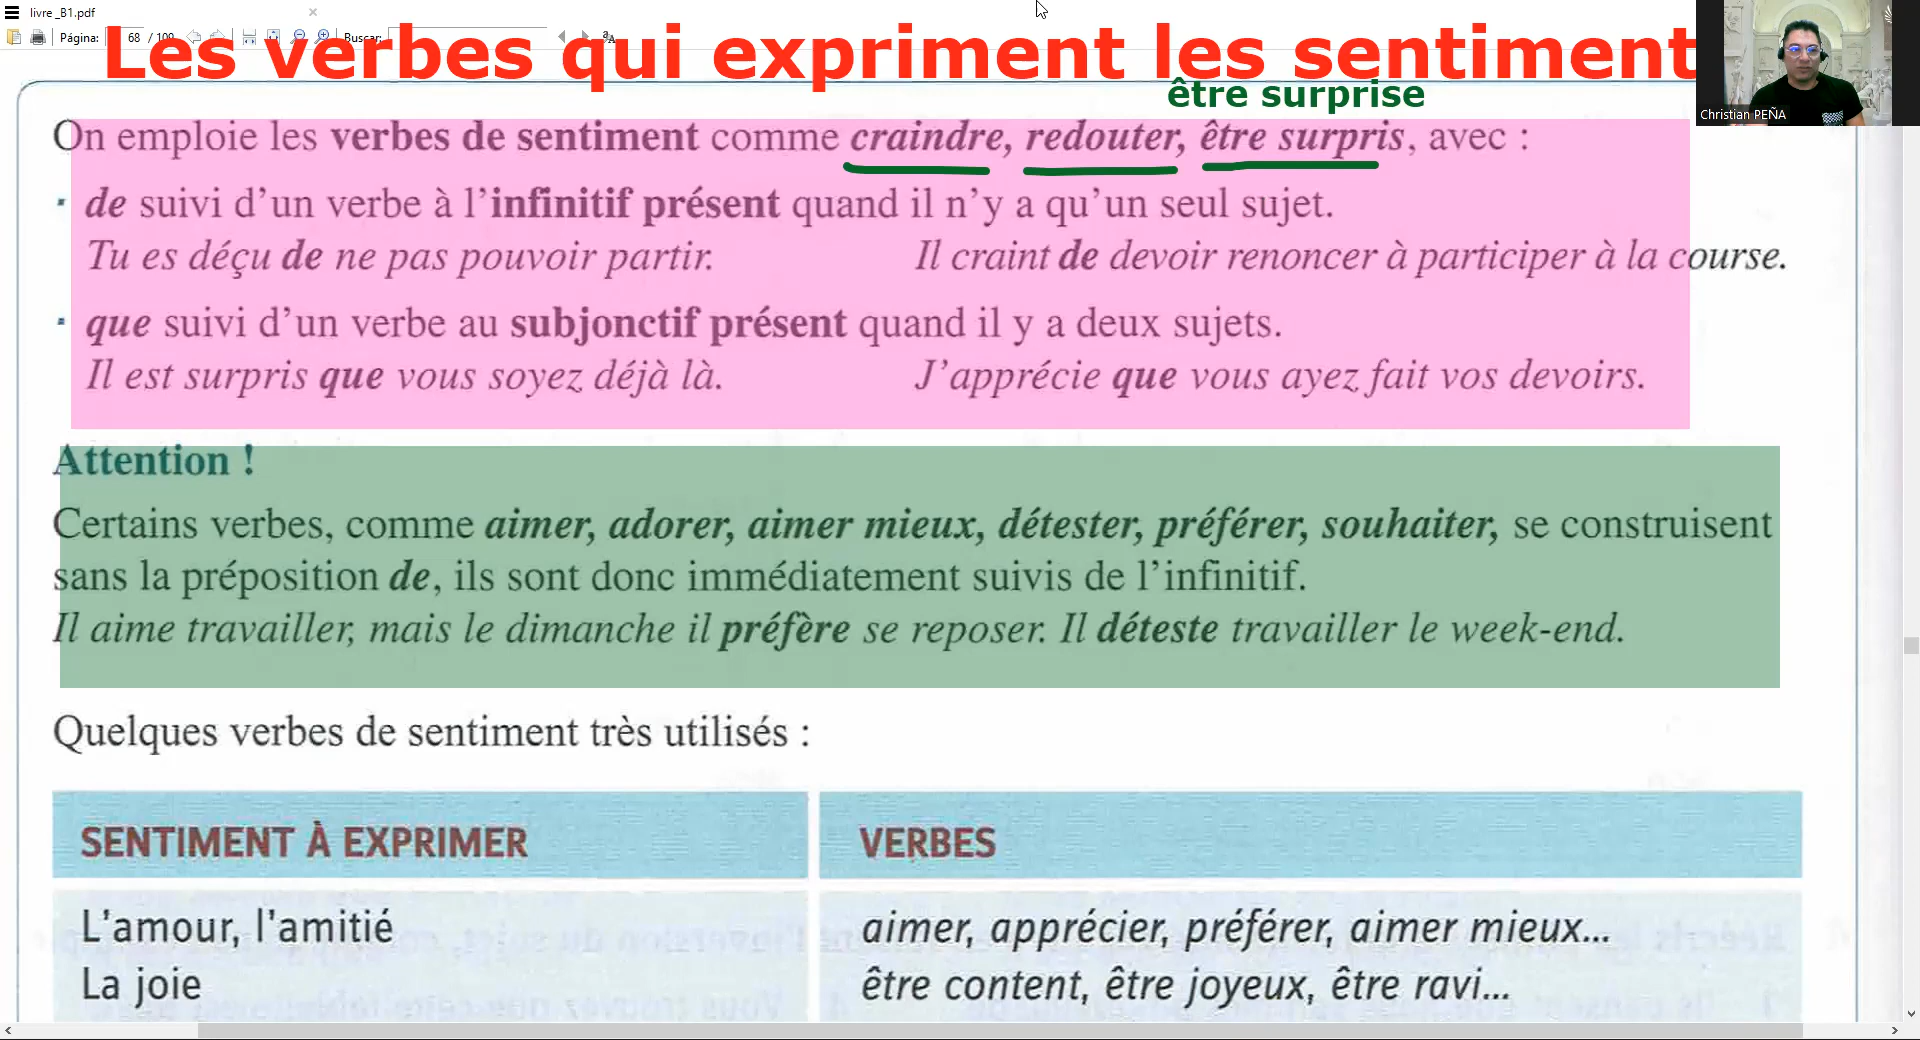 livre_B1.pdf
Página: 68 / 109 Buscar:
Les verbes qui expriment les sentiment
être surprise
Christian PEÑA
On emploie les verbes de sentiment comme craindre, redouter, être surpris, avec :
· de suivi d'un verbe à l'infinitif présent quand il n'y a qu'un seul sujet.
Tu es déçu de ne pas pouvoir partir. Il craint de devoir renoncer à participer à la course.
· que suivi d'un verbe au subjonctif présent quand il y a deux sujets.
Il est surpris que vous soyez déjà là. J'apprécie que vous ayez fait vos devoirs.
Attention !
Certains verbes, comme aimer, adorer, aimer mieux, détester, préférer, souhaiter, se construisent
sans la préposition de, ils sont donc immédiatement suivis de l'infinitif.
Il aime travailler, mais le dimanche il préfère se reposer. Il déteste travailler le week-end.
Quelques verbes de sentiment très utilisés :
SENTIMENT À EXPRIMER VERBES
L'amour, l'amitié aimer, apprécier, préférer, aimer mieux...
La joie être content, être joyeux, être ravi...